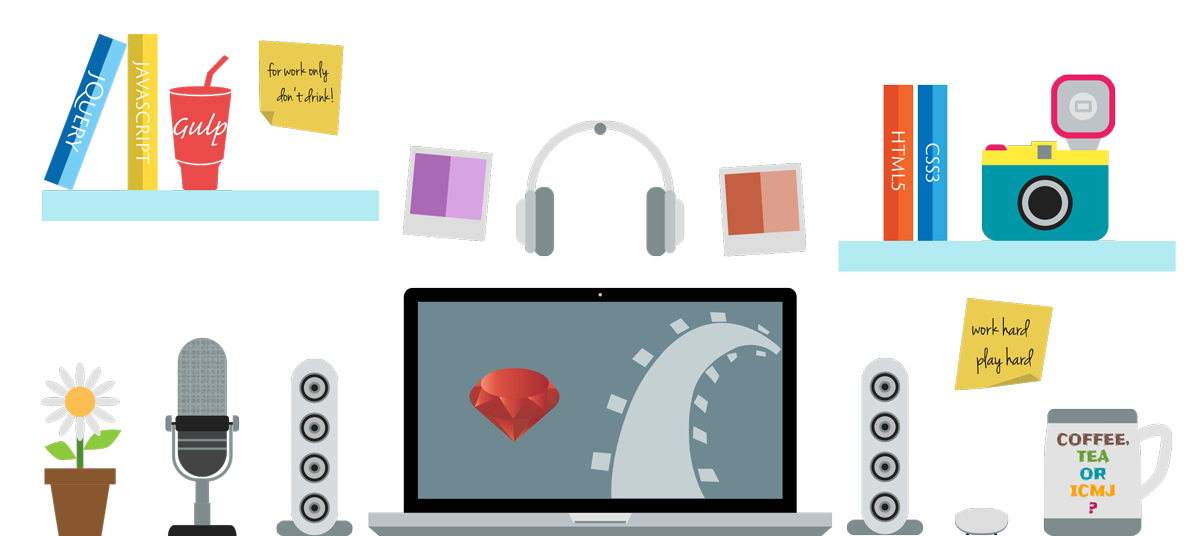 JQUERY
JAVASCRIPT
Gulp
for work only
don't drink!
HTML5
CSS3
work hard
play hard
COFFEE,
TEA
OR
ICMJ
?